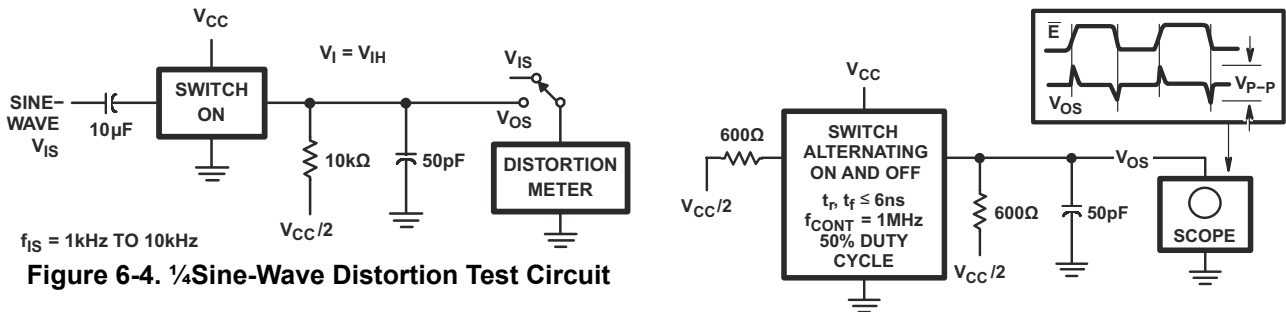 V_CC
V_I = V_IH
SINE-
WAVE
V_IS
10µF
SWITCH
ON
10kΩ
50pF
V_CC/2
V_IS
V_OS
DISTORTION
METER
f_IS = 1kHz TO 10kHz
Figure 6-4. ¼Sine-Wave Distortion Test Circuit
V_CC
600Ω
V_CC/2
SWITCH
ALTERNATING
ON AND OFF
t_r, t_f ≤ 6ns
f_CONT = 1MHz
50% DUTY
CYCLE
600Ω
V_CC/2
50pF
V_OS
SCOPE
E̅
V_P–P
V_OS